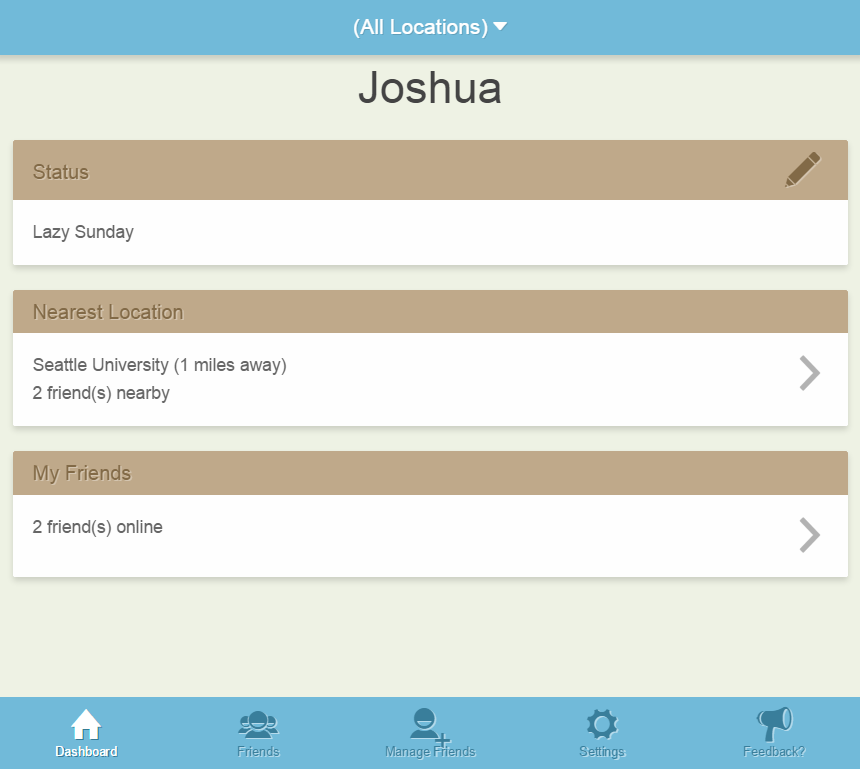 (All Locations)
Joshua
Status
Lazy Sunday
Nearest Location
Seattle University (1 miles away)
2 friend(s) nearby
My Friends
2 friend(s) online
Dashboard
Friends
Manage Friends
Settings
Feedback?